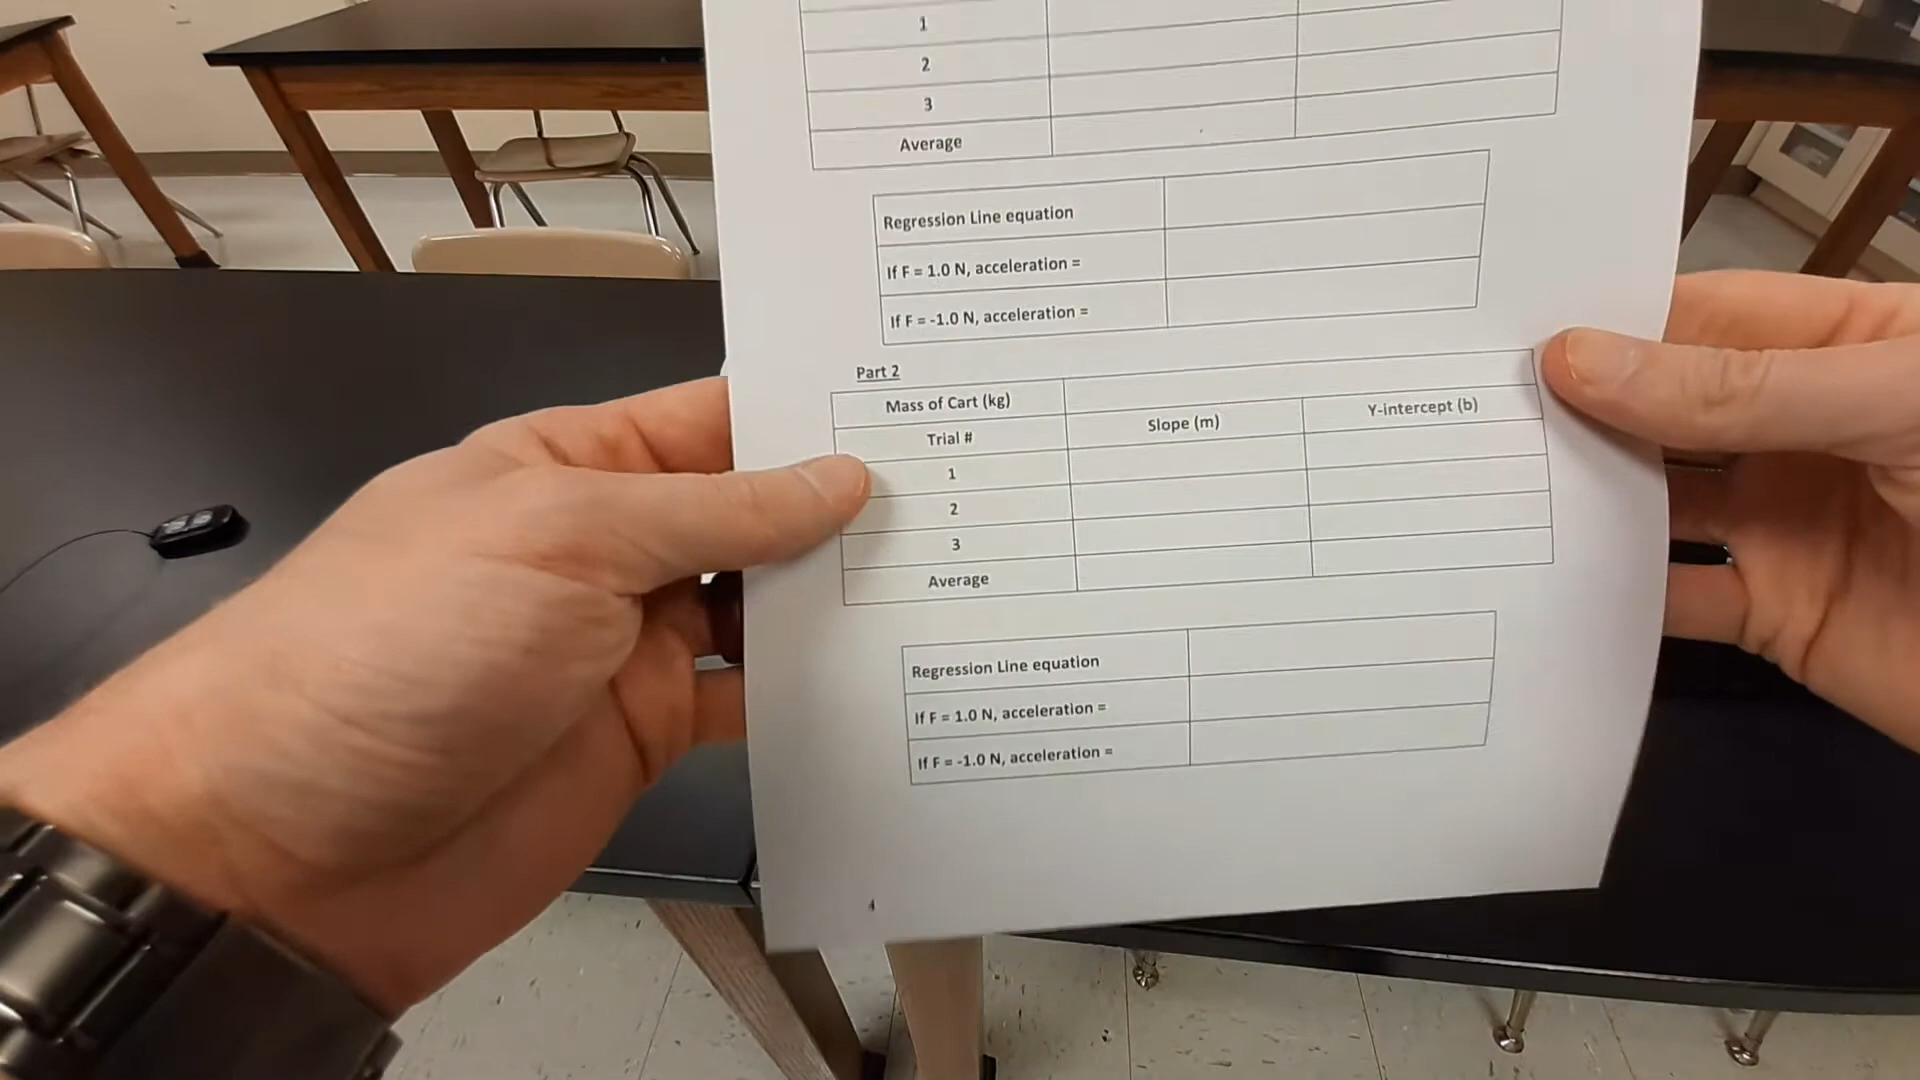 1
2
3
Average
Regression Line equation
If F = 1.0 N, acceleration =
If F = -1.0 N, acceleration =
Part 2
Mass of Cart (kg)
Trial # Slope (m) Y-intercept (b)
1
2
3
Average
Regression Line equation
If F = 1.0 N, acceleration =
If F = -1.0 N, acceleration =
4